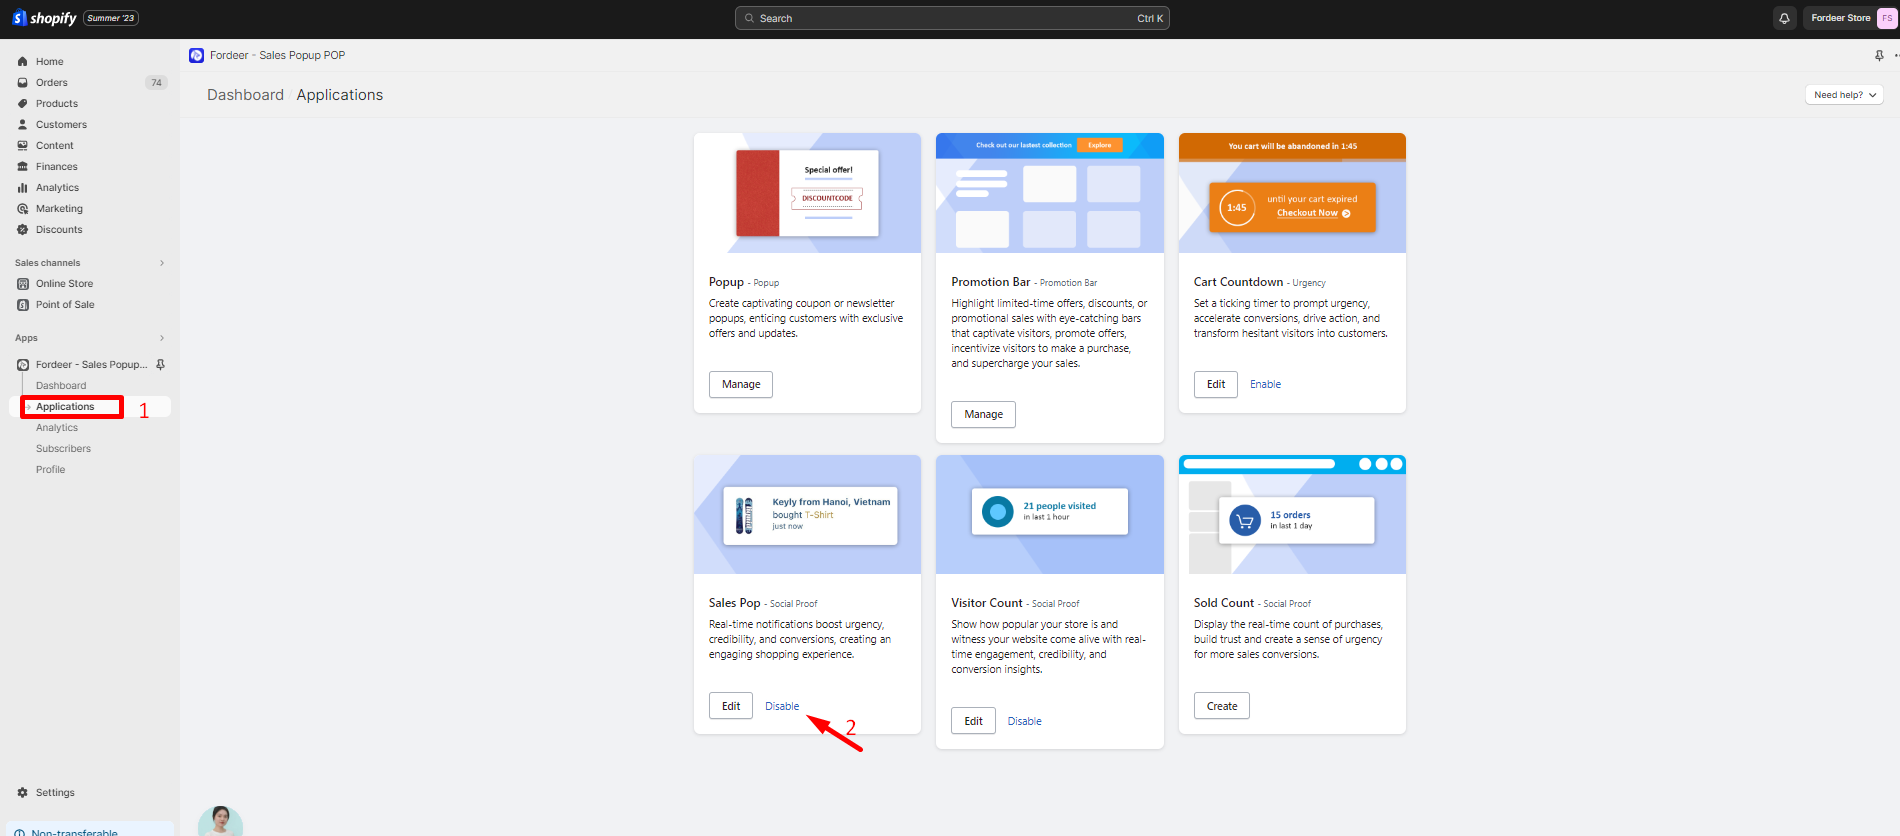 shopify Summer '23
Search Ctrl K
Fordeer Store FS
Home
Orders 74
Products
Customers
Content
Finances
Analytics
Marketing
Discounts
Sales channels
Online Store
Point of Sale
Apps
Fordeer - Sales Popup...
Dashboard
Applications 1
Analytics
Subscribers
Profile
Settings
Non-transferable
Fordeer - Sales Popup POP
Dashboard / Applications
Need help?
Special offer!
DISCOUNTCODE
Popup - Popup
Create captivating coupon or newsletter
popups, enticing customers with exclusive
offers and updates.
Manage
Check out our lastest collection Explore
Promotion Bar - Promotion Bar
Highlight limited-time offers, discounts, or
promotional sales with eye-catching bars
that captivate visitors, promote offers,
incentivize visitors to make a purchase,
and supercharge your sales.
Manage
You cart will be abandoned in 1:45
1:45
until your cart expired
Checkout Now
Cart Countdown - Urgency
Set a ticking timer to prompt urgency,
accelerate conversions, drive action, and
transform hesitant visitors into customers.
Edit Enable
Keyly from Hanoi, Vietnam
bought T-Shirt
just now
Sales Pop - Social Proof
Real-time notifications boost urgency,
credibility, and conversions, creating an
engaging shopping experience.
Edit Disable
2
21 people visited
in last 1 hour
Visitor Count - Social Proof
Show how popular your store is and
witness your website come alive with real-
time engagement, credibility, and
conversion insights.
Edit Disable
15 orders
in last 1 day
Sold Count - Social Proof
Display the real-time count of purchases,
build trust and create a sense of urgency
for more sales conversions.
Create